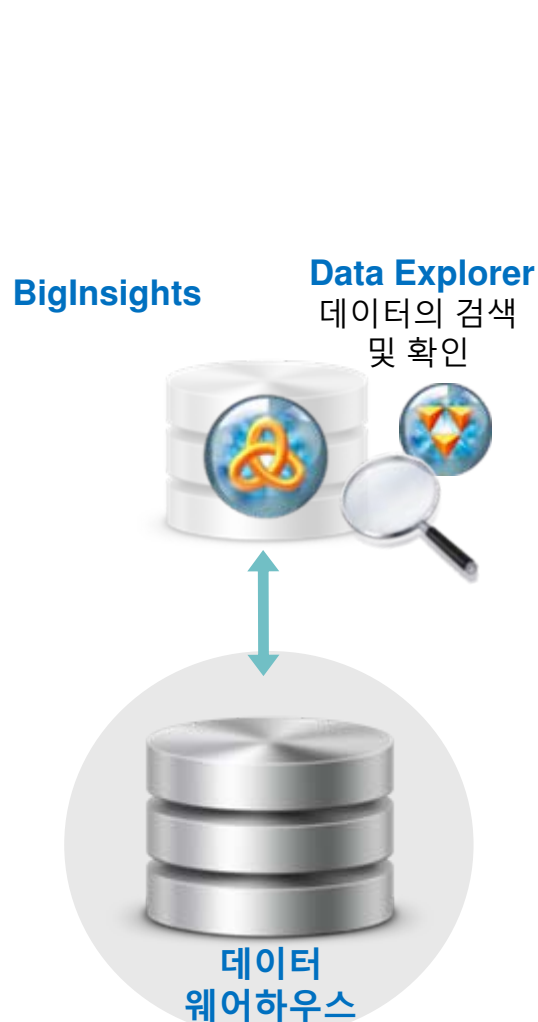 BigInsights
Data Explorer
데이터의 검색
및 확인
데이터
웨어하우스